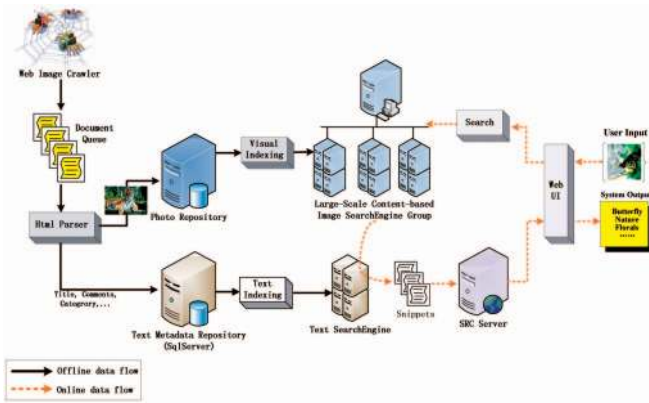 Web Image Crawler
Document
Queue
Html Parser
Photo Repository
Visual
Indexing
Large-Scale Content-based
Image SearchEngine Group
Search
User Input
Web
UI
System Output
Butterfly
Nature
Florals
......
Title, Comments,
Catogrory,...
Text Metadata Repository
(SqlServer)
Text
Indexing
Text SearchEngine
Snippets
SRC Server
Offline data flow
Online data flow